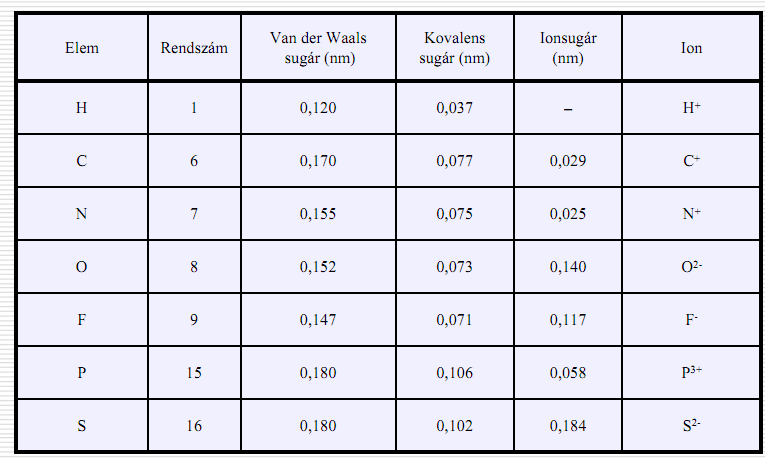 Elem Rendszám Van der Waals sugár (nm) Kovalens sugár (nm) Ionsugár (nm) Ion
H 1 0,120 0,037 – H⁺
C 6 0,170 0,077 0,029 C⁺
N 7 0,155 0,075 0,025 N⁺
O 8 0,152 0,073 0,140 O²⁻
F 9 0,147 0,071 0,117 F⁻
P 15 0,180 0,106 0,058 P³⁺
S 16 0,180 0,102 0,184 S²⁻